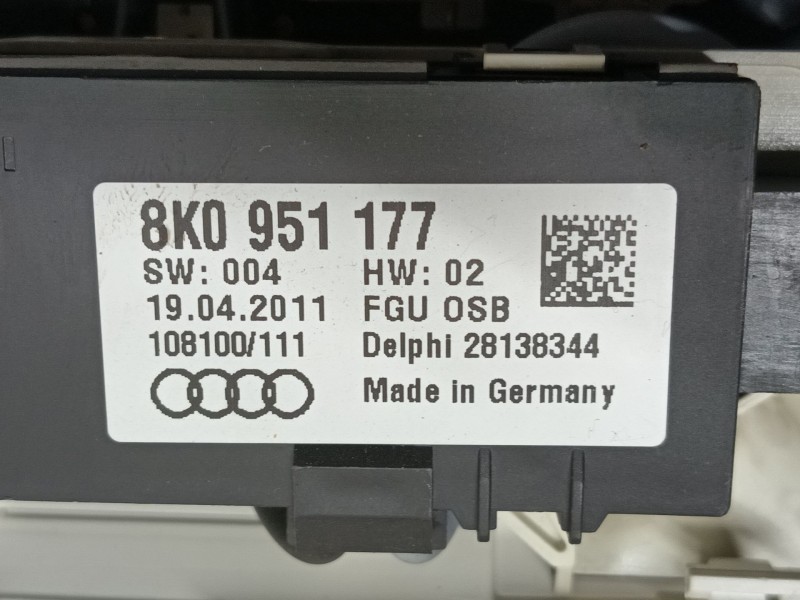 8K0 951 177
SW: 004 HW: 02
19.04.2011 FGU OSB
108100/111 Delphi 28138344
Made in Germany